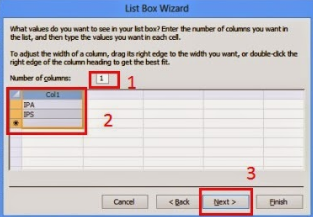 List Box Wizard
What values do you want to see in your list box? Enter the number of columns you want in
the list, and then type the values you want in each cell.
To adjust the width of a column, drag its right edge to the width you want, or double-click the
right edge of the column heading to get the best fit.
Number of columns: 1 1
Col1
IPA
IPS
2
3
Cancel < Back Next > Finish